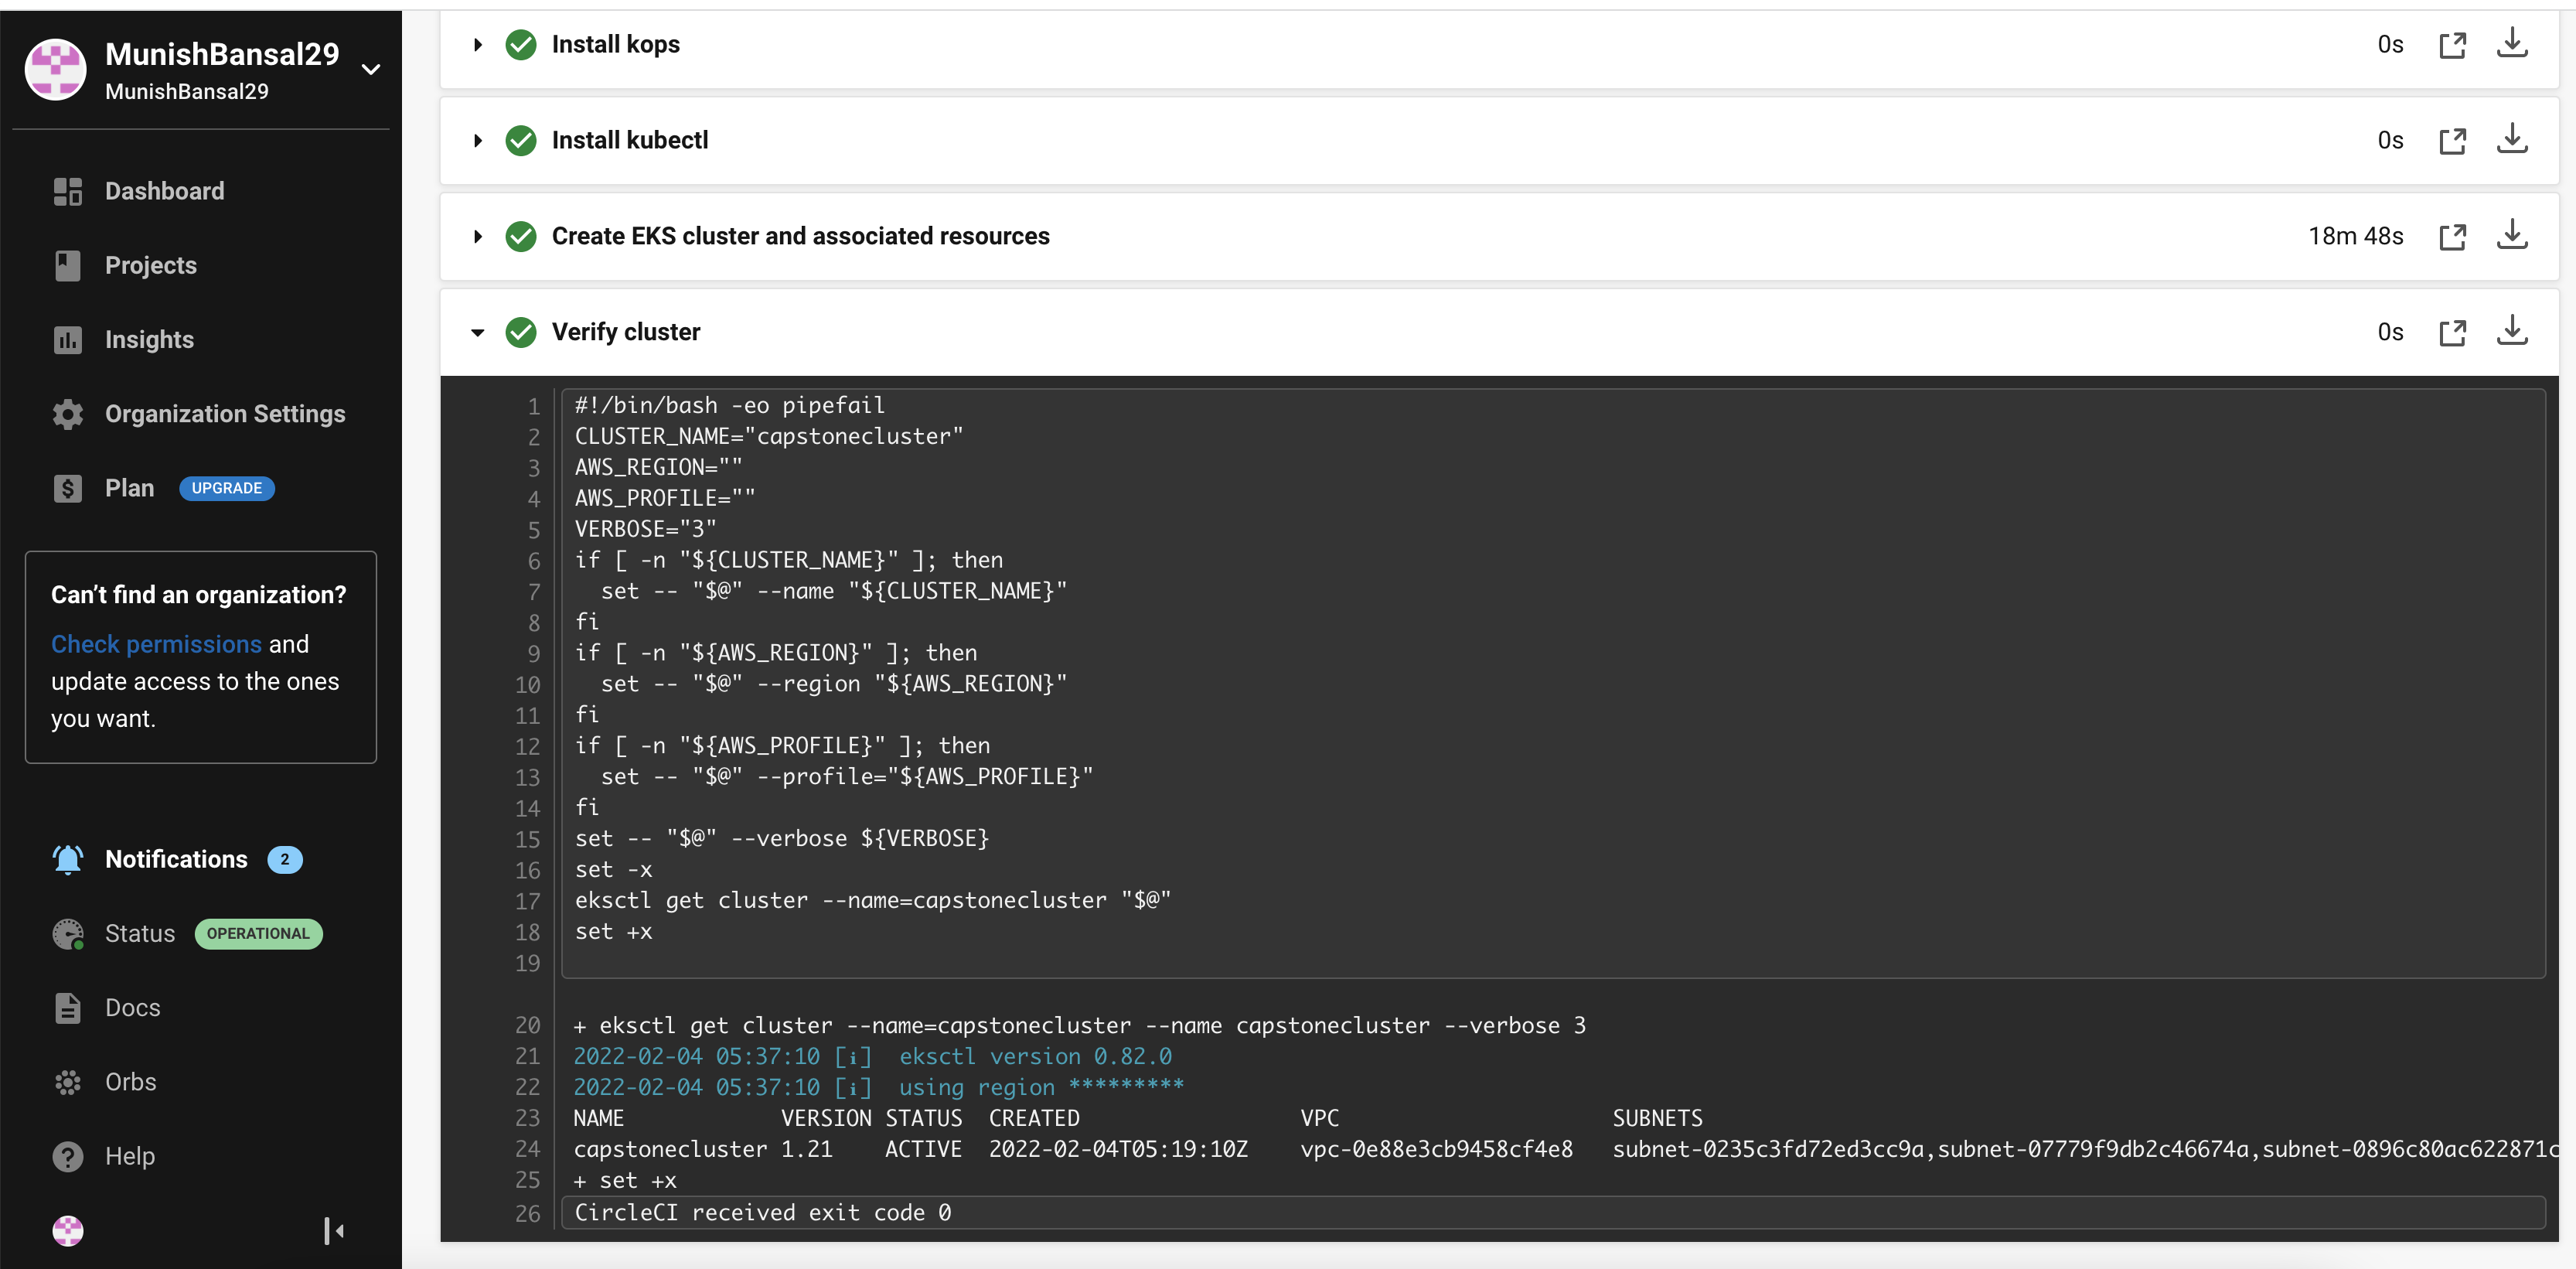 MunishBansal29
MunishBansal29
Dashboard
Projects
Insights
Organization Settings
Plan UPGRADE
Can’t find an organization?
Check permissions and
update access to the ones
you want.
Notifications 2
Status OPERATIONAL
Docs
Orbs
Help
Install kops 0s
Install kubectl 0s
Create EKS cluster and associated resources 18m 48s
Verify cluster 0s
1 #!/bin/bash -eo pipefail
2 CLUSTER_NAME="capstonecluster"
3 AWS_REGION=""
4 AWS_PROFILE=""
5 VERBOSE="3"
6 if [ -n "${CLUSTER_NAME}" ]; then
7 set -- "$@" --name "${CLUSTER_NAME}"
8 fi
9 if [ -n "${AWS_REGION}" ]; then
10 set -- "$@" --region "${AWS_REGION}"
11 fi
12 if [ -n "${AWS_PROFILE}" ]; then
13 set -- "$@" --profile="${AWS_PROFILE}"
14 fi
15 set -- "$@" --verbose ${VERBOSE}
16 set -x
17 eksctl get cluster --name=capstonecluster "$@"
18 set +x
19
20 + eksctl get cluster --name=capstonecluster --name capstonecluster --verbose 3
21 2022-02-04 05:37:10 [ℹ] eksctl version 0.82.0
22 2022-02-04 05:37:10 [ℹ] using region *********
23 NAME VERSION STATUS CREATED VPC SUBNETS
24 capstonecluster 1.21 ACTIVE 2022-02-04T05:19:10Z vpc-0e88e3cb9458cf4e8 subnet-0235c3fd72ed3cc9a,subnet-07779f9db2c46674a,subnet-0896c80ac622871c
25 + set +x
26 CircleCI received exit code 0